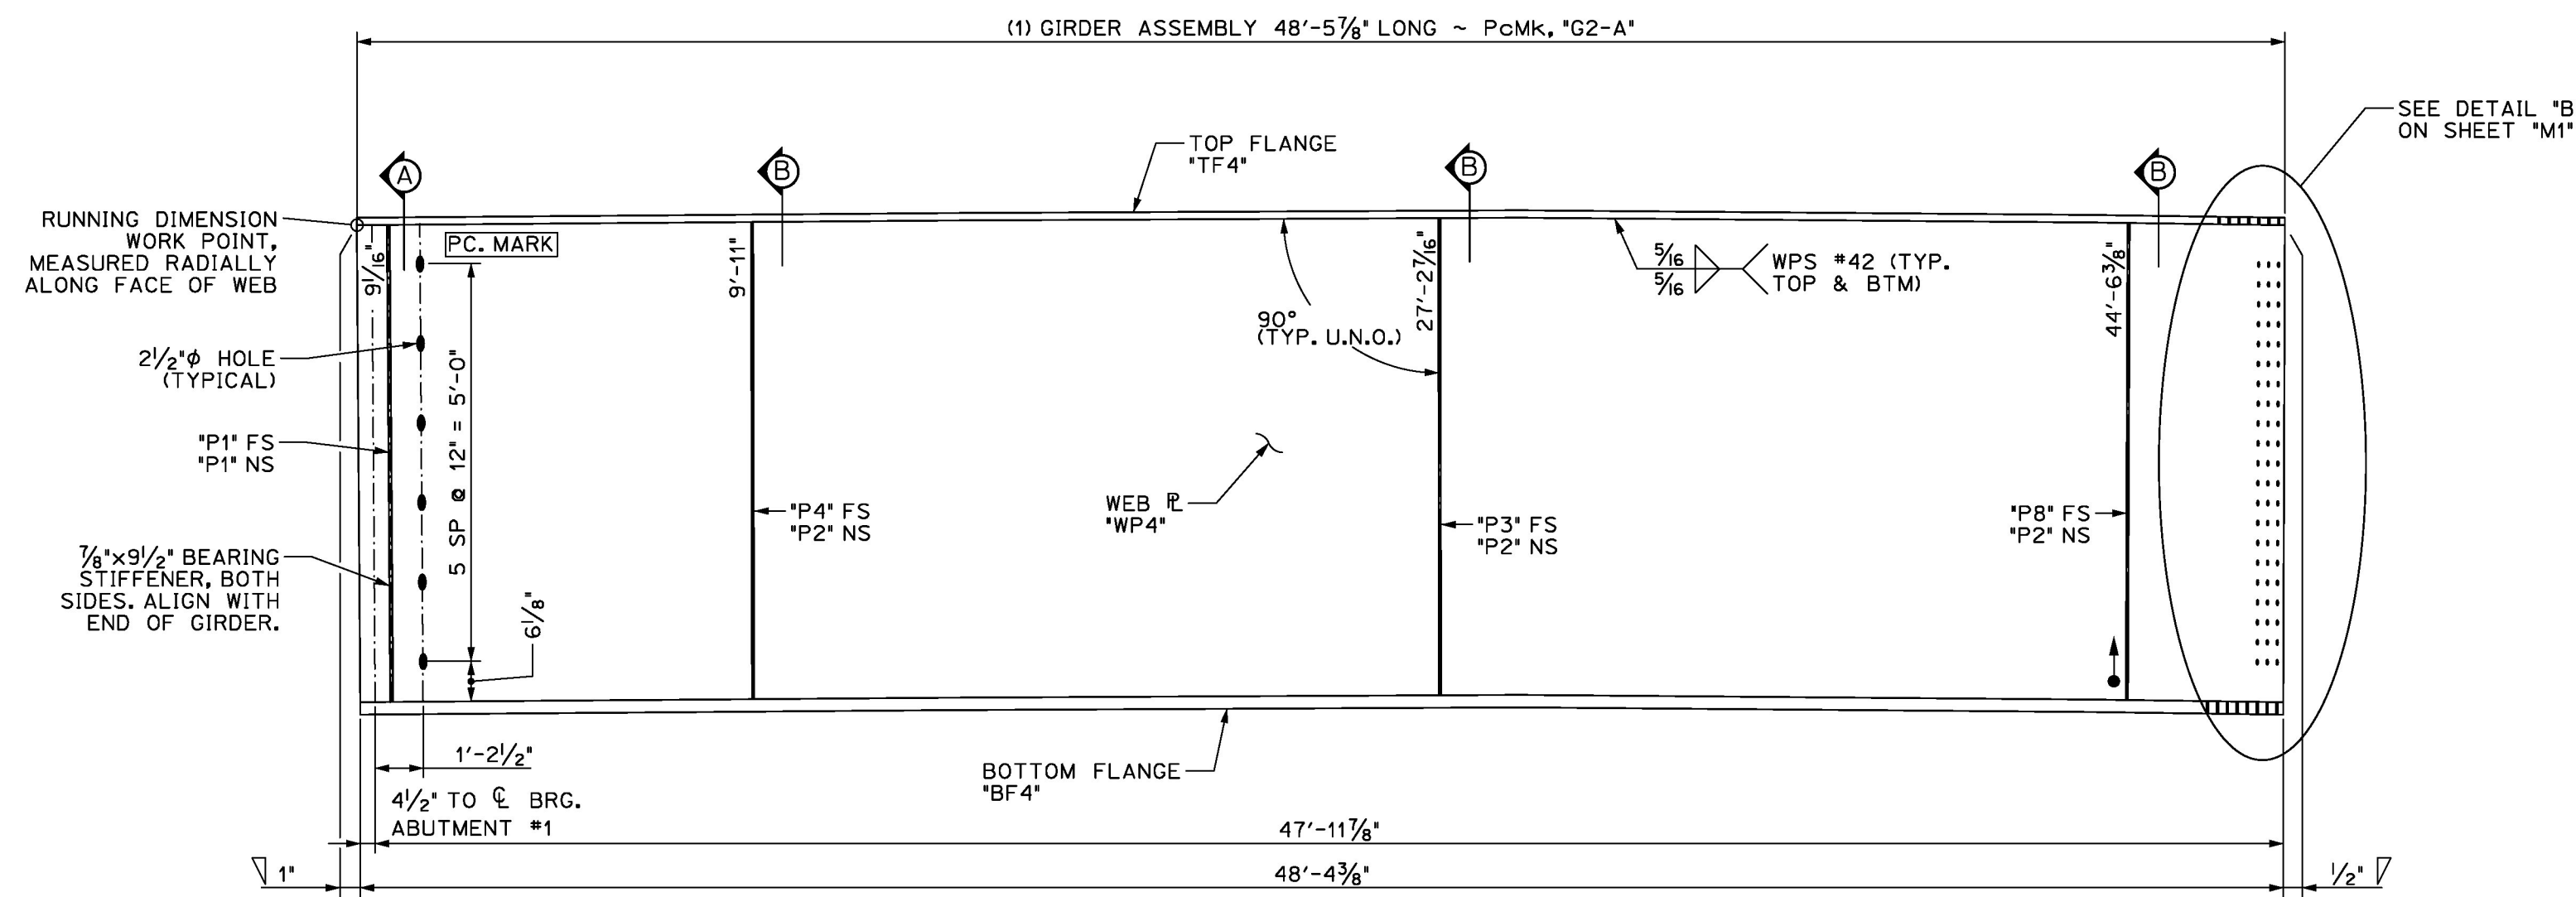 (1) GIRDER ASSEMBLY 48'-5⅞" LONG ~ PcMK. "G2-A"
SEE DETAIL "B
ON SHEET "M1"
TOP FLANGE
"TF4"
A
B
B
B
RUNNING DIMENSION
WORK POINT,
MEASURED RADIALLY
ALONG FACE OF WEB
PC. MARK
9 1/16"
9'-11"
27'-2 7/16"
44'-6⅜"
5/16
5/16
WPS #42 (TYP.
TOP & BTM)
90°
(TYP. U.N.O.)
2½"φ HOLE
(TYPICAL)
5 SP @ 12" = 5'-0"
"P1" FS
"P1" NS
WEB ℄
"WP4"
"P4" FS
"P2" NS
"P3" FS
"P2" NS
"P8" FS
"P2" NS
⅞"x9½" BEARING
STIFFENER, BOTH
SIDES. ALIGN WITH
END OF GIRDER.
6⅛"
1'-2½"
BOTTOM FLANGE
"BF4"
4½" TO ℄ BRG.
ABUTMENT #1
47'-11⅞"
1"
48'-4⅜"
½"